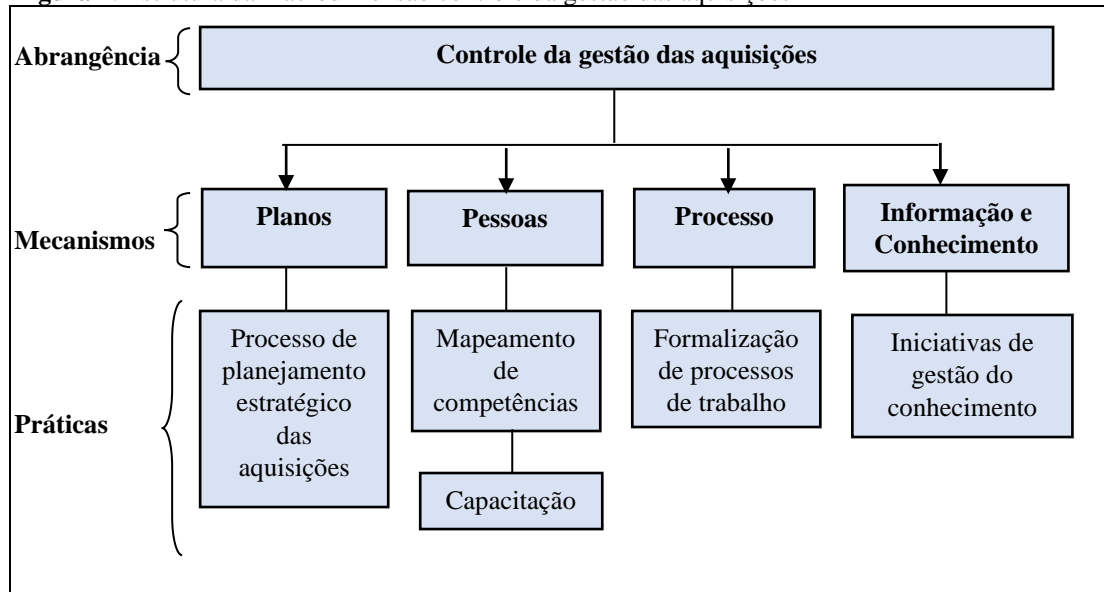 Abrangência
Controle da gestão das aquisições
Mecanismos
Planos
Pessoas
Processo
Informação e
Conhecimento
Práticas
Processo de
planejamento
estratégico
das
aquisições
Mapeamento
de
competências
Capacitação
Formalização
de processos
de trabalho
Iniciativas de
gestão do
conhecimento